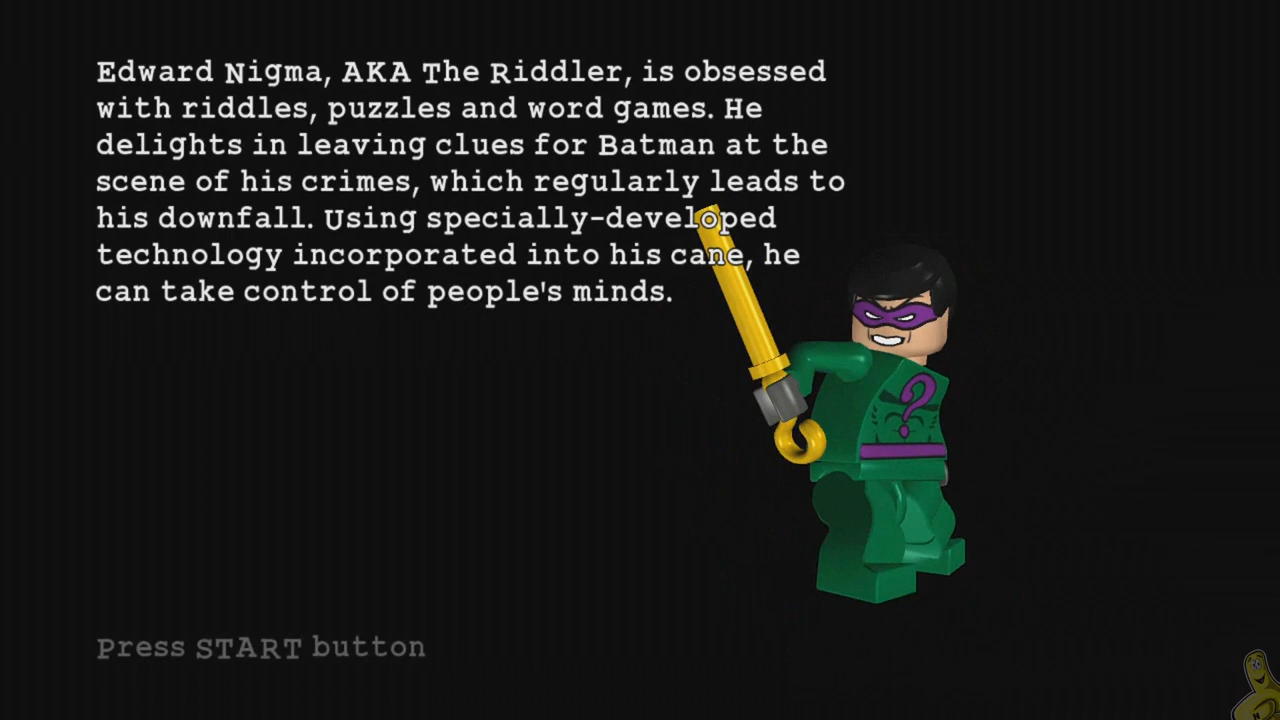 Edward Nigma, AKA The Riddler, is obsessed
with riddles, puzzles and word games. He
delights in leaving clues for Batman at the
scene of his crimes, which regularly leads to
his downfall. Using specially-developed
technology incorporated into his cane, he
can take control of people's minds.
?
Press START button